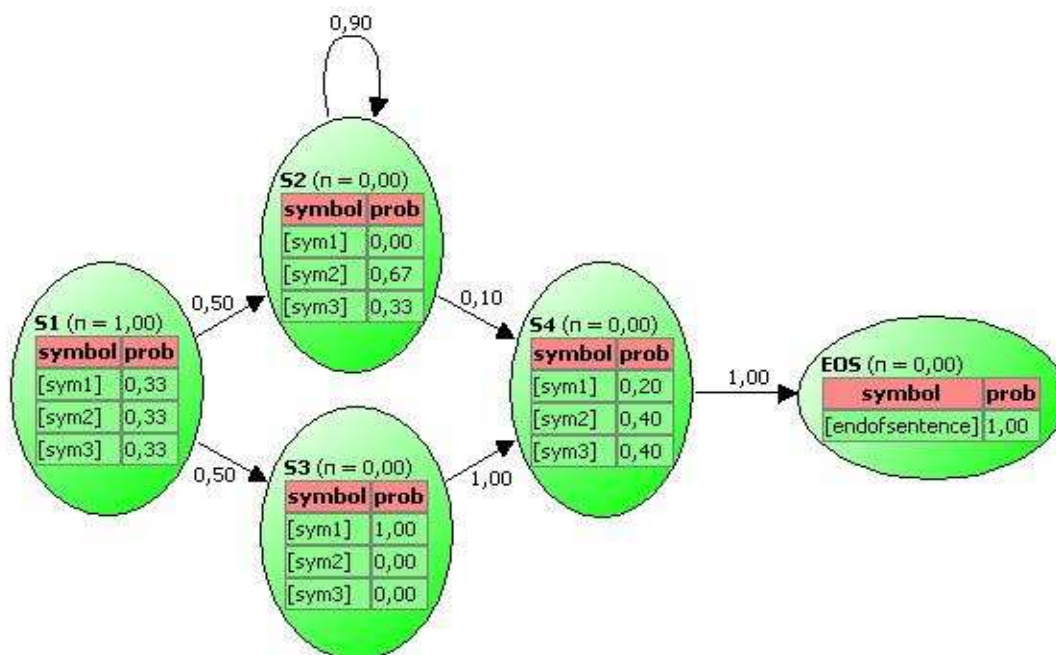 0,90
S2 (n = 0,00)
symbol prob
[sym1] 0,00
[sym2] 0,67
[sym3] 0,33
0,50
0,10
S1 (n = 1,00)
symbol prob
[sym1] 0,33
[sym2] 0,33
[sym3] 0,33
S4 (n = 0,00)
symbol prob
[sym1] 0,20
[sym2] 0,40
[sym3] 0,40
1,00
EOS (n = 0,00)
symbol prob
[endofsentence] 1,00
0,50
S3 (n = 0,00)
symbol prob
[sym1] 1,00
[sym2] 0,00
[sym3] 0,00
1,00